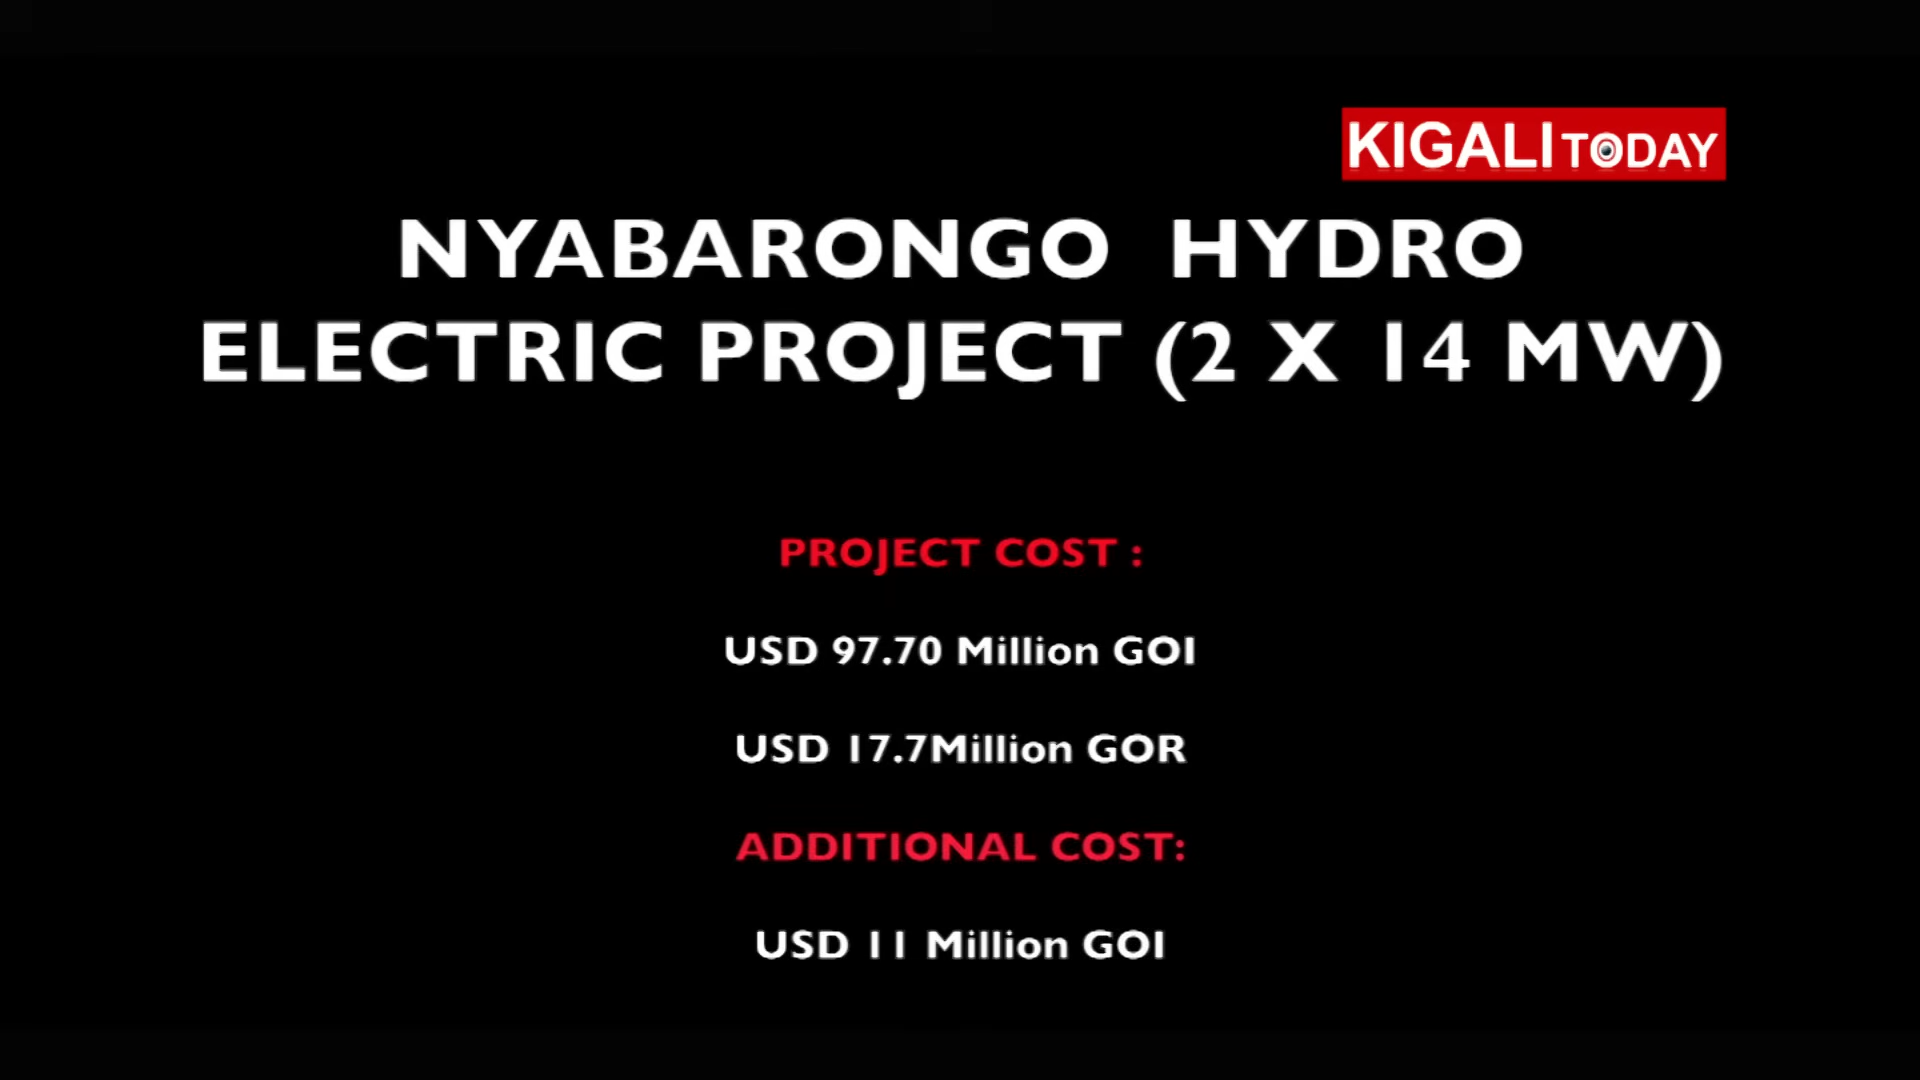 KIGALI TODAY
NYABARONGO HYDRO
ELECTRIC PROJECT (2 X 14 MW)
PROJECT COST :
USD 97.70 Million GOI
USD 17.7Million GOR
ADDITIONAL COST:
USD 11 Million GOI